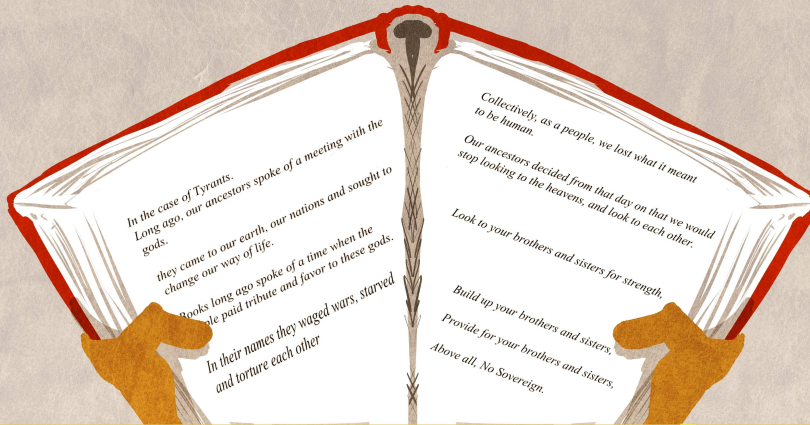 In the case of Tyrants.
Long ago, our ancestors spoke of a meeting with the
gods.
they came to our earth, our nations and sought to
change our way of life.
Books long ago spoke of a time when the
ple paid tribute and favor to these gods.
In their names they waged wars, starved
and torture each other
Collectively, as a people, we lost what it meant
to be human.
Our ancestors decided from that day on that we would
stop looking to the heavens, and look to each other.
Look to your brothers and sisters for strength,
Build up your brothers and sisters,
Provide for your brothers and sisters,
Above all, No Sovereign.